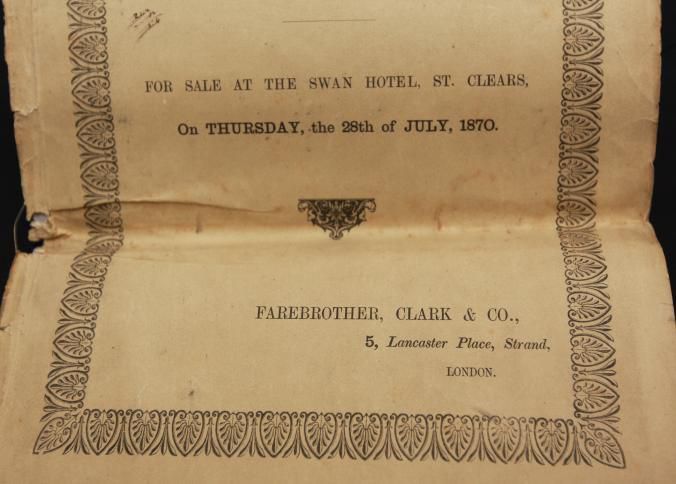 FOR SALE AT THE SWAN HOTEL, ST. CLEARS,
On THURSDAY, the 28th of JULY, 1870.
FAREBROTHER, CLARK & CO.,
5, Lancaster Place, Strand,
LONDON.